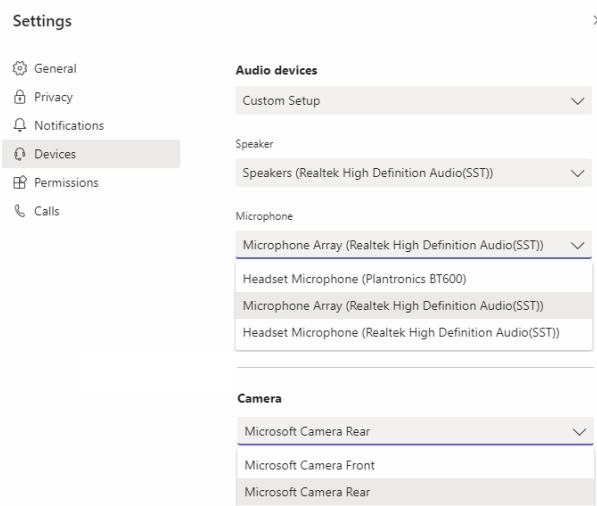 Settings
General
Privacy
Notifications
Devices
Permissions
Calls
Audio devices
Custom Setup
Speaker
Speakers (Realtek High Definition Audio(SST))
Microphone
Microphone Array (Realtek High Definition Audio(SST))
Headset Microphone (Plantronics BT600)
Microphone Array (Realtek High Definition Audio(SST))
Headset Microphone (Realtek High Definition Audio(SST))
Camera
Microsoft Camera Rear
Microsoft Camera Front
Microsoft Camera Rear